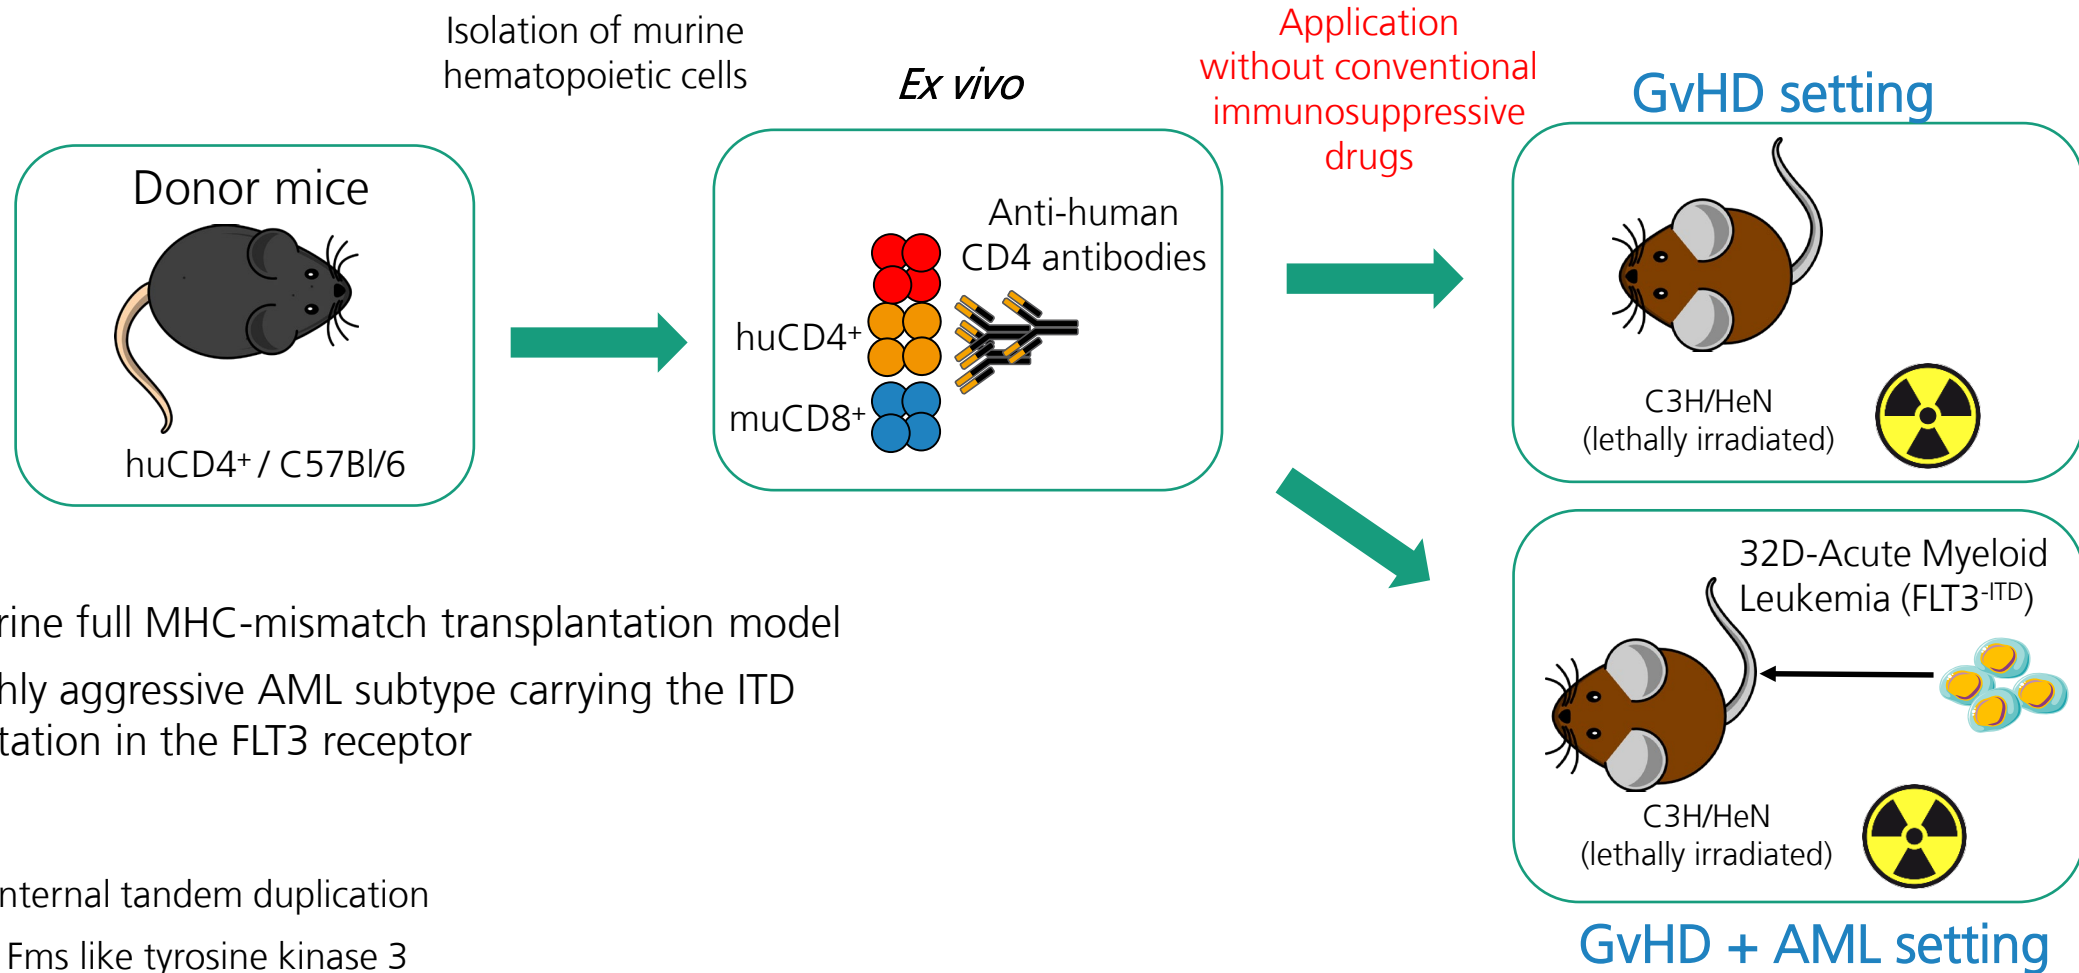 Isolation of murine
hematopoietic cells
Ex vivo
Application
without conventional
immunosuppressive
drugs
GvHD setting
Donor mice
huCD4⁺ / C57Bl/6
Anti-human
CD4 antibodies
huCD4⁺
muCD8⁺
C3H/HeN
(lethally irradiated)
32D-Acute Myeloid
Leukemia (FLT3⁻ᴵᵀᴰ)
C3H/HeN
(lethally irradiated)
GvHD + AML setting
rine full MHC-mismatch transplantation model
hly aggressive AML subtype carrying the ITD
tation in the FLT3 receptor
nternal tandem duplication
Fms like tyrosine kinase 3